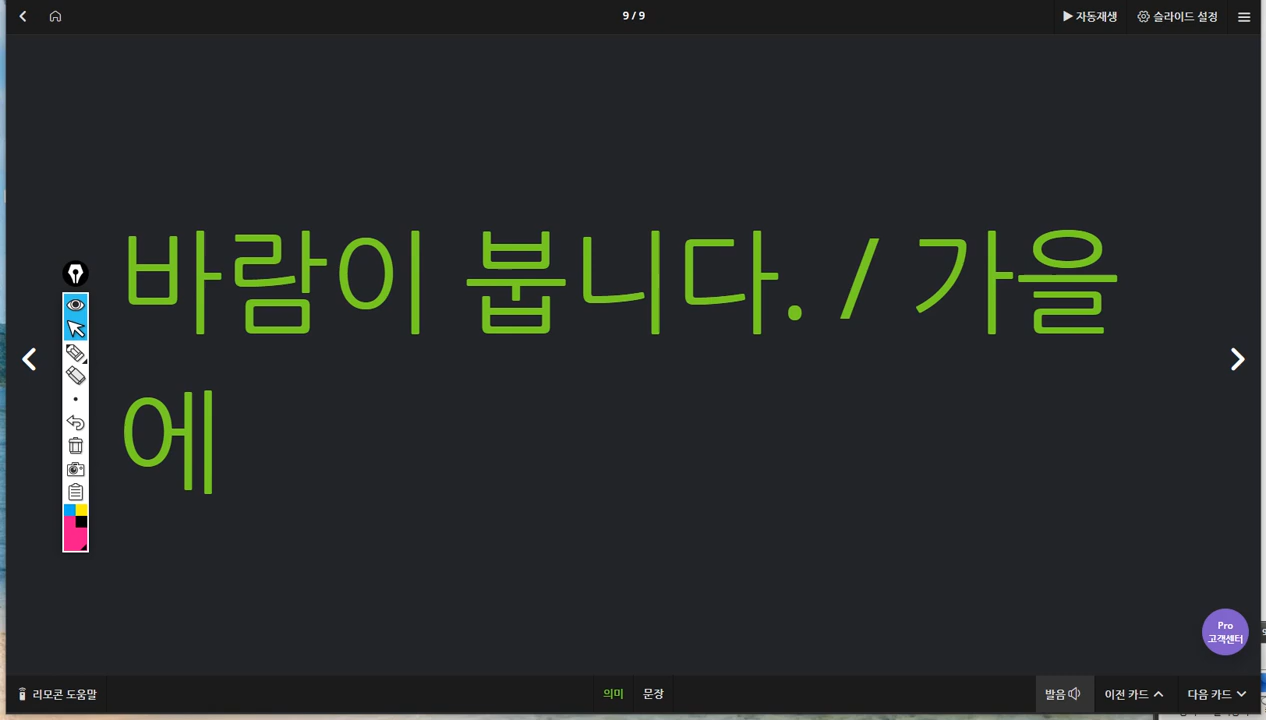 9 / 9
▶ 자동재생
슬라이드 설정
바람이 붑니다. / 가을
에
Pro
고객센터
리모콘 도움말
의미
문장
발음
이전 카드
다음 카드